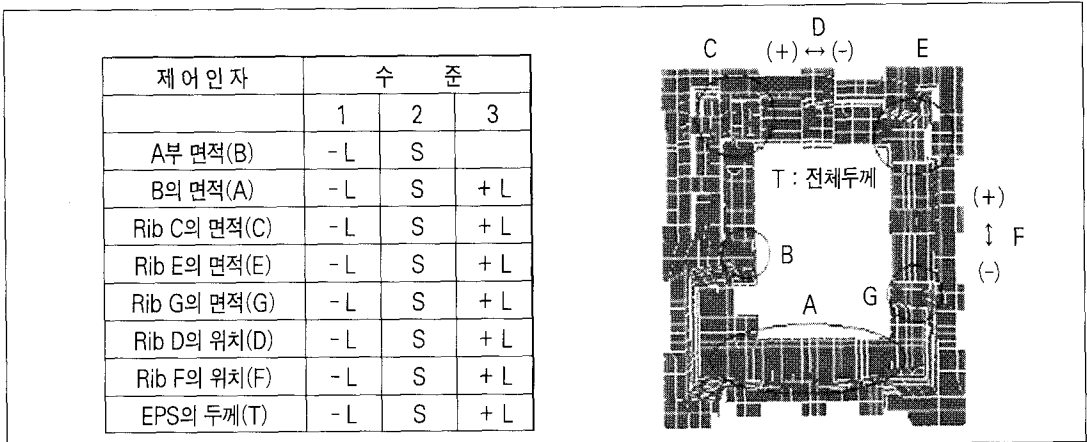 제어인자 수 준
1 2 3
A부 면적(B) - L S
B의 면적(A) - L S + L
Rib C의 면적(C) - L S + L
Rib E의 면적(E) - L S + L
Rib G의 면적(G) - L S + L
Rib D의 위치(D) - L S + L
Rib F의 위치(F) - L S + L
EPS의 두께(T) - L S + L
D
C (+) ↔ (-) E
T : 전체두께
(+)
↕ F
(-)
B
G
A